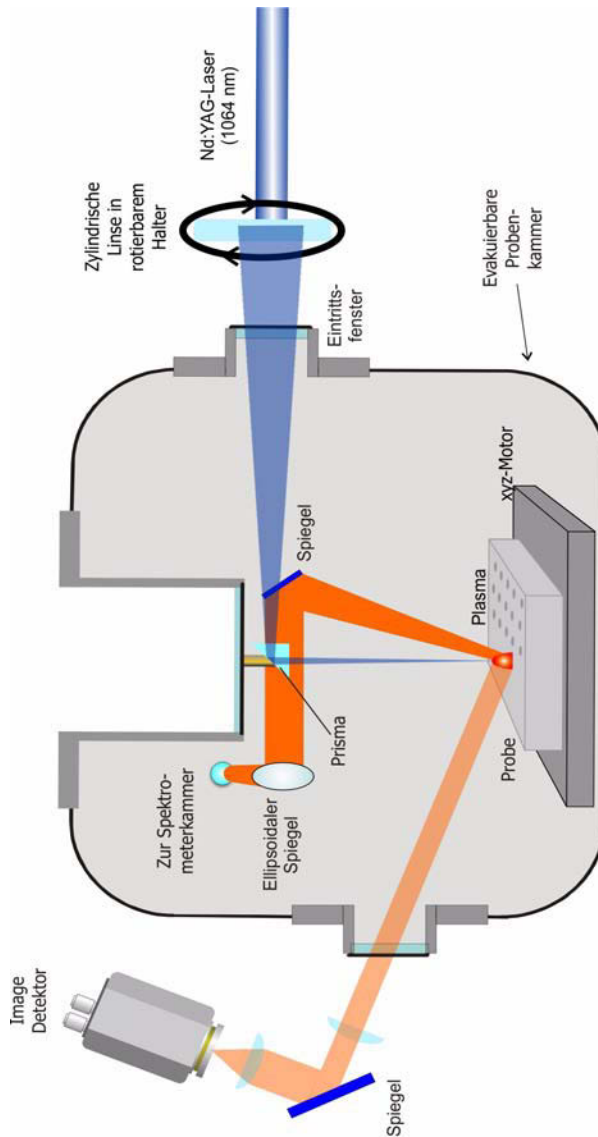 Image
Detektor
Spiegel
Zur Spektro-
meterkammer
Ellipsoidaler
Spiegel
Prisma
Probe
Plasma
xyz-Motor
Spiegel
Eintritts-
fenster
Evakuierbare
Proben-
kammer
Zylindrische
Linse in
rotierbarem
Halter
Nd:YAG-Laser
(1064 nm)